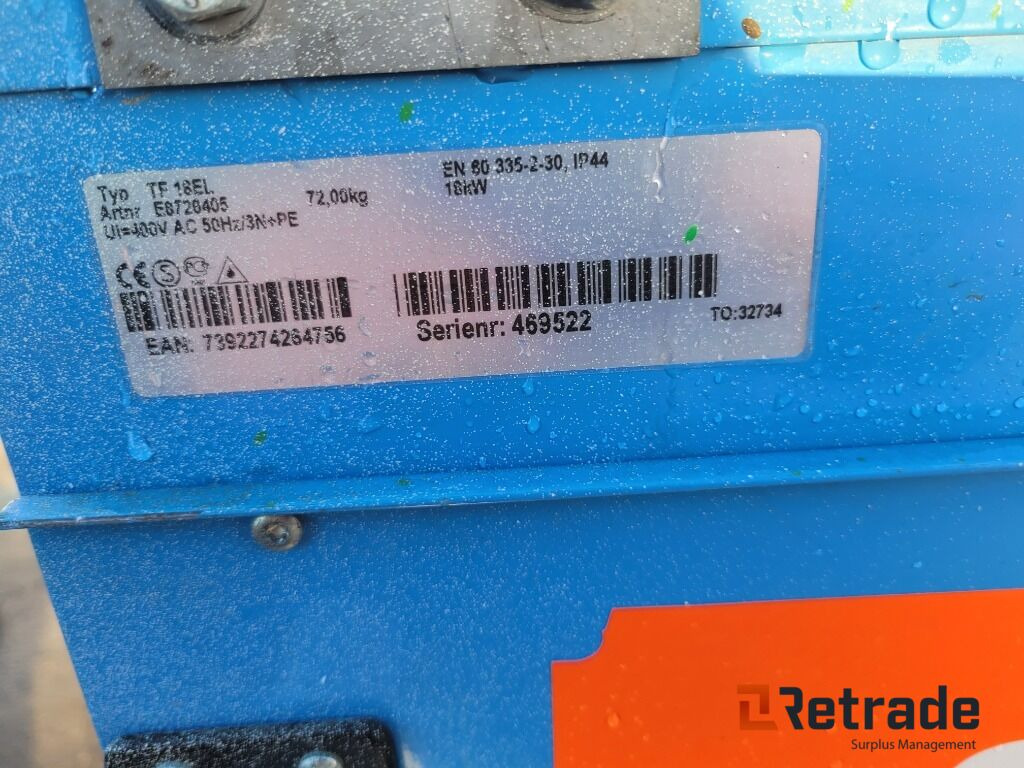 Typ TF 18EL
Artnr E8720405
72,00kg
UI=400V AC 50Hz/3N+PE
EN 60 335-2-30, IP44
18kW
CE S
EAN: 7392274264756
Serienr: 469522
TO:32734
Retrade
Surplus Management